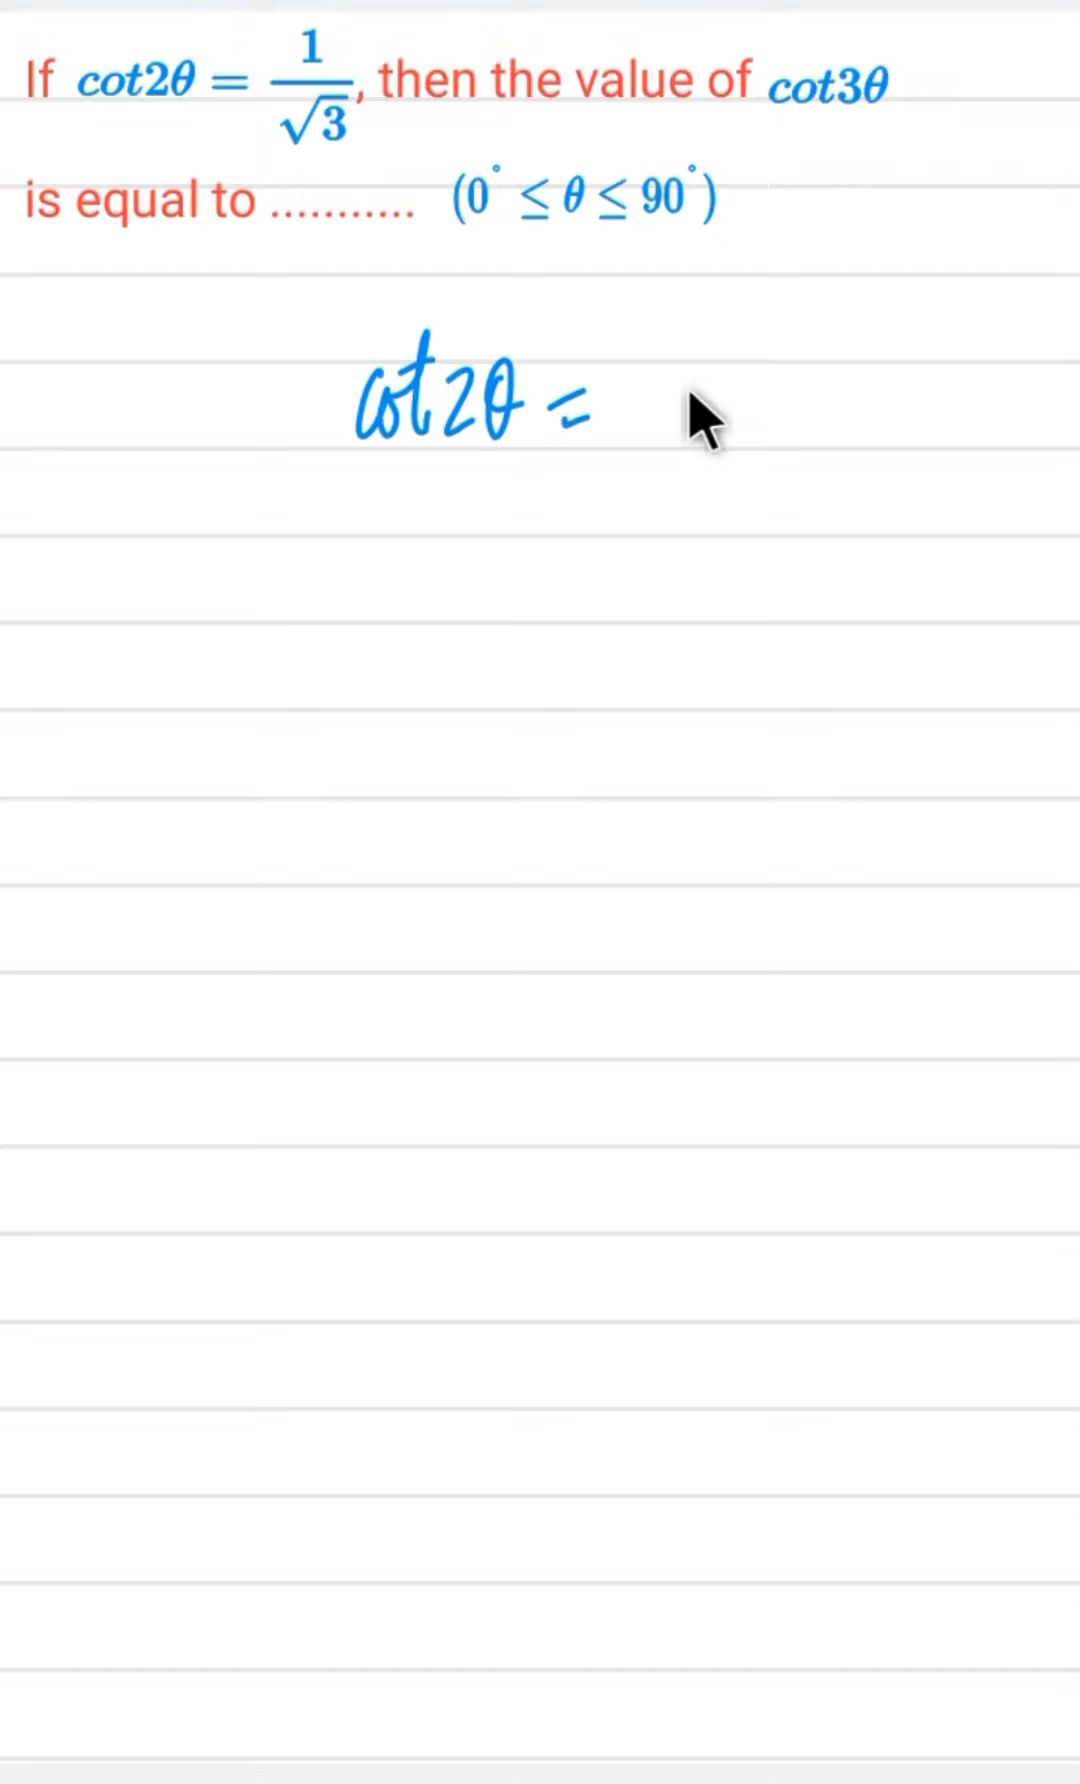 If cot2θ = 1/√3, then the value of cot3θ
is equal to ........... (0° ≤ θ ≤ 90°)
cot2θ =